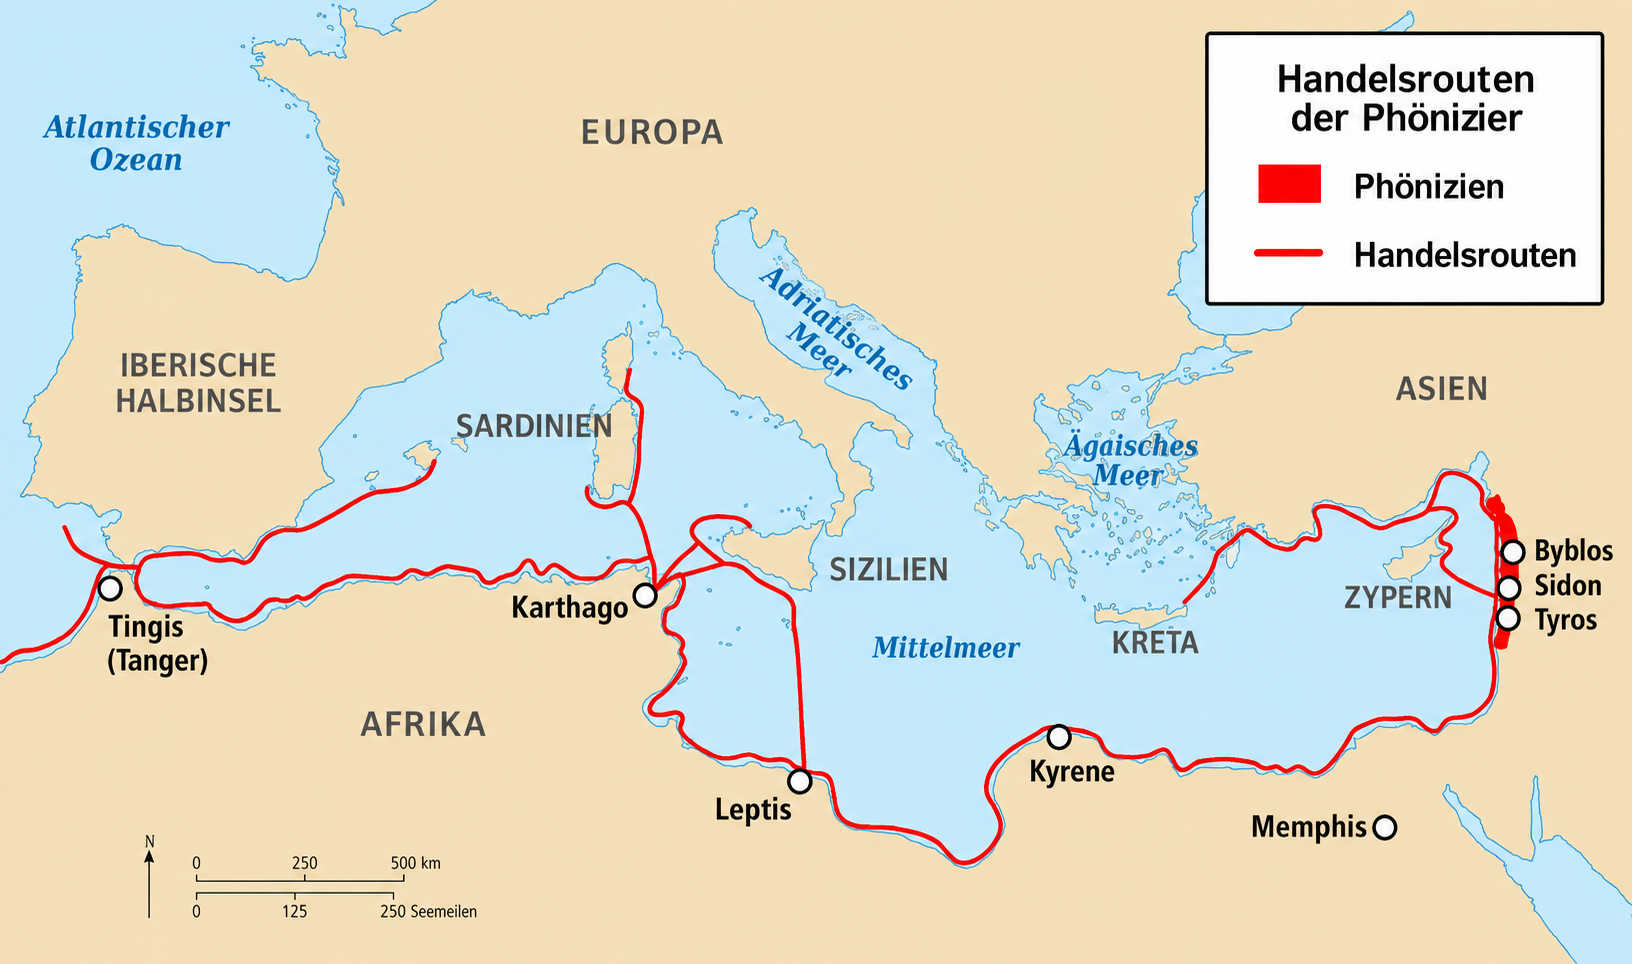 Handelsrouten
der Phönizier
Phönizien
Handelsrouten
Atlantischer
Ozean
EUROPA
Adriatisches
Meer
IBERISCHE
HALBINSEL
SARDINIEN
ASIEN
Ägaisches
Meer
Byblos
Sidon
Tyros
SIZILIEN
ZYPERN
Karthago
Tingis
(Tanger)
KRETA
Mittelmeer
AFRIKA
Kyrene
Leptis
Memphis
N
0 250 500 km
0 125 250 Seemeilen